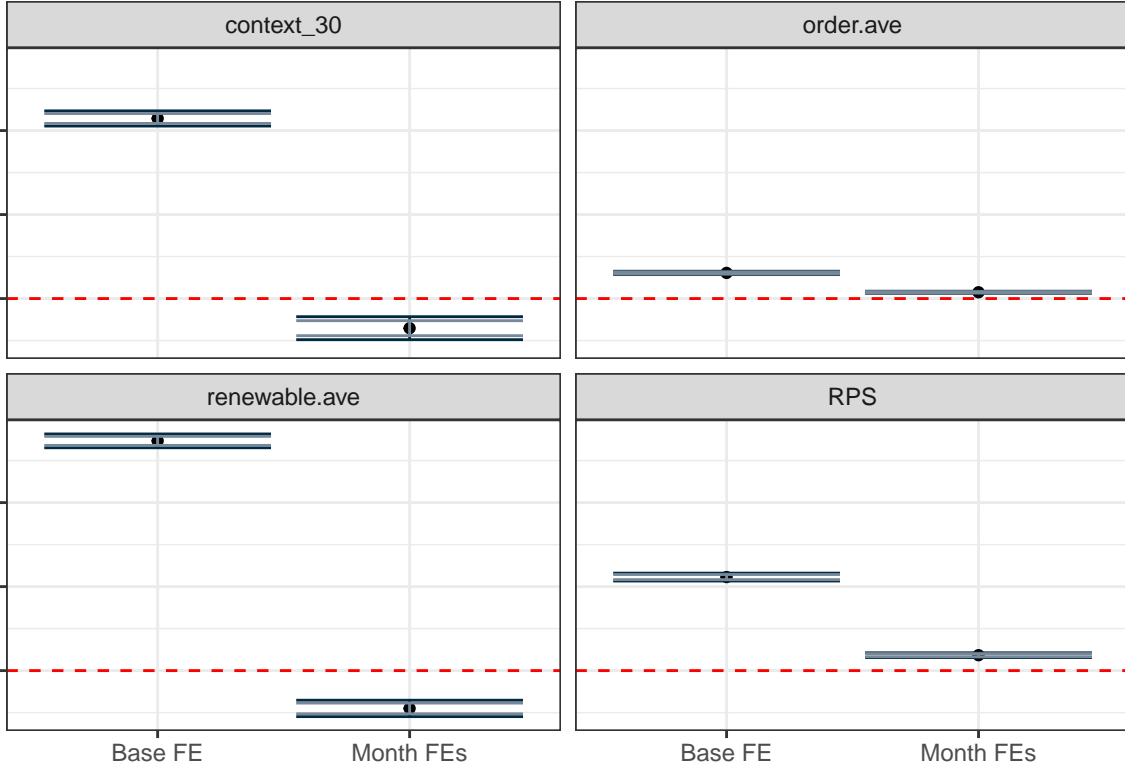 context_30
order.ave
renewable.ave
RPS
Base FE
Month FEs
Base FE
Month FEs